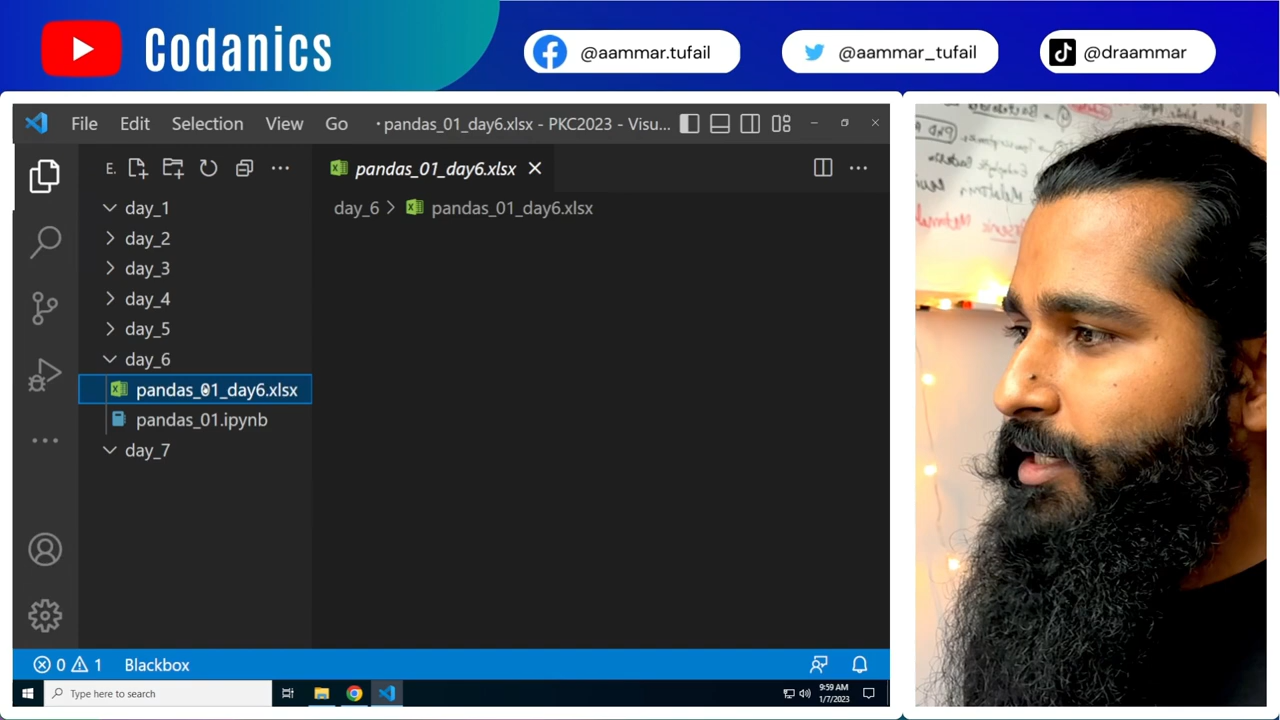 Codanics
@aammar.tufail
@aammar_tufail
@draammar
File Edit Selection View Go
pandas_01_day6.xlsx - PKC2023 - Visu...
E.
pandas_01_day6.xlsx
day_6 > pandas_01_day6.xlsx
day_1
day_2
day_3
day_4
day_5
day_6
pandas_01_day6.xlsx
pandas_01.ipynb
day_7
0 1 Blackbox
Type here to search
9:59 AM
1/7/2023